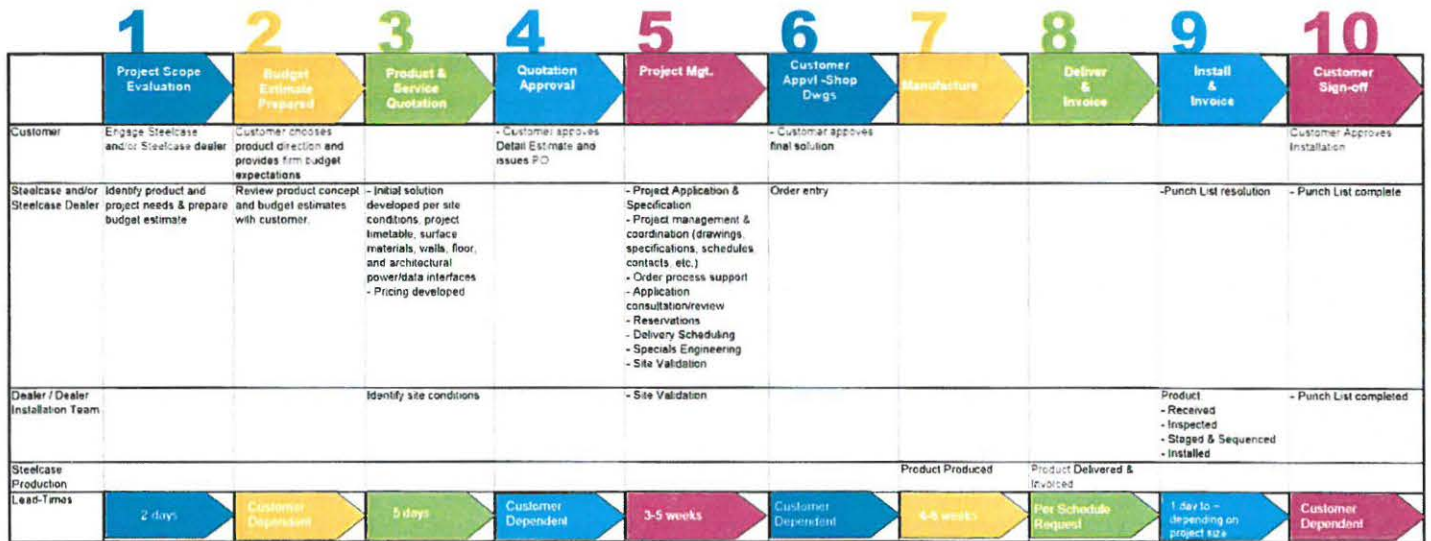 1 2 3 4 5 6 7 8 9 10
Project Scope
Evaluation
Budget
Estimate
Prepared
Product &
Service
Quotation
Quotation
Approval
Project Mgt.
Customer
Appvl -Shop
Dwgs
Manufacture
Deliver
&
Invoice
Install
&
Invoice
Customer
Sign-off
Customer
Engage Steelcase
and/or Steelcase dealer
Customer chooses
product direction and
provides firm budget
expectations
- Customer appoves
Detail Estimate and
issues PO
- Customer appoves
final solution
Customer Approves
Installation
Steelcase and/or
Steelcase Dealer
Identify product and
project needs & prepare
budget estimate
Review product concept
and budget estimates
with customer.
- Initial solution
developed per site
conditions, project
timetable, surface
materials, walls, floor,
and architectural
power/data interfaces
- Pricing developed
- Project Application &
Specification
- Project management &
coordination (drawings,
specifications, schedules
contacts, etc.)
- Order process support
- Application
consultation/review
- Reservations
- Delivery Scheduling
- Specials Engineering
- Site Validation
Order entry
-Punch List resolution
- Punch List complete
Dealer / Dealer
Installation Team
Identify site conditions
- Site Validation
Product
- Received
- Inspected
- Staged & Sequenced
- Installed
- Punch List completed
Steelcase
Production
Product Produced
Product Delivered &
Invoiced
Lead-Times
2 days
Customer
Dependent
5 days
Customer
Dependent
3-5 weeks
Customer
Dependent
4-6 weeks
Per Schedule
Request
1 day to –
depending on
project size
Customer
Dependent